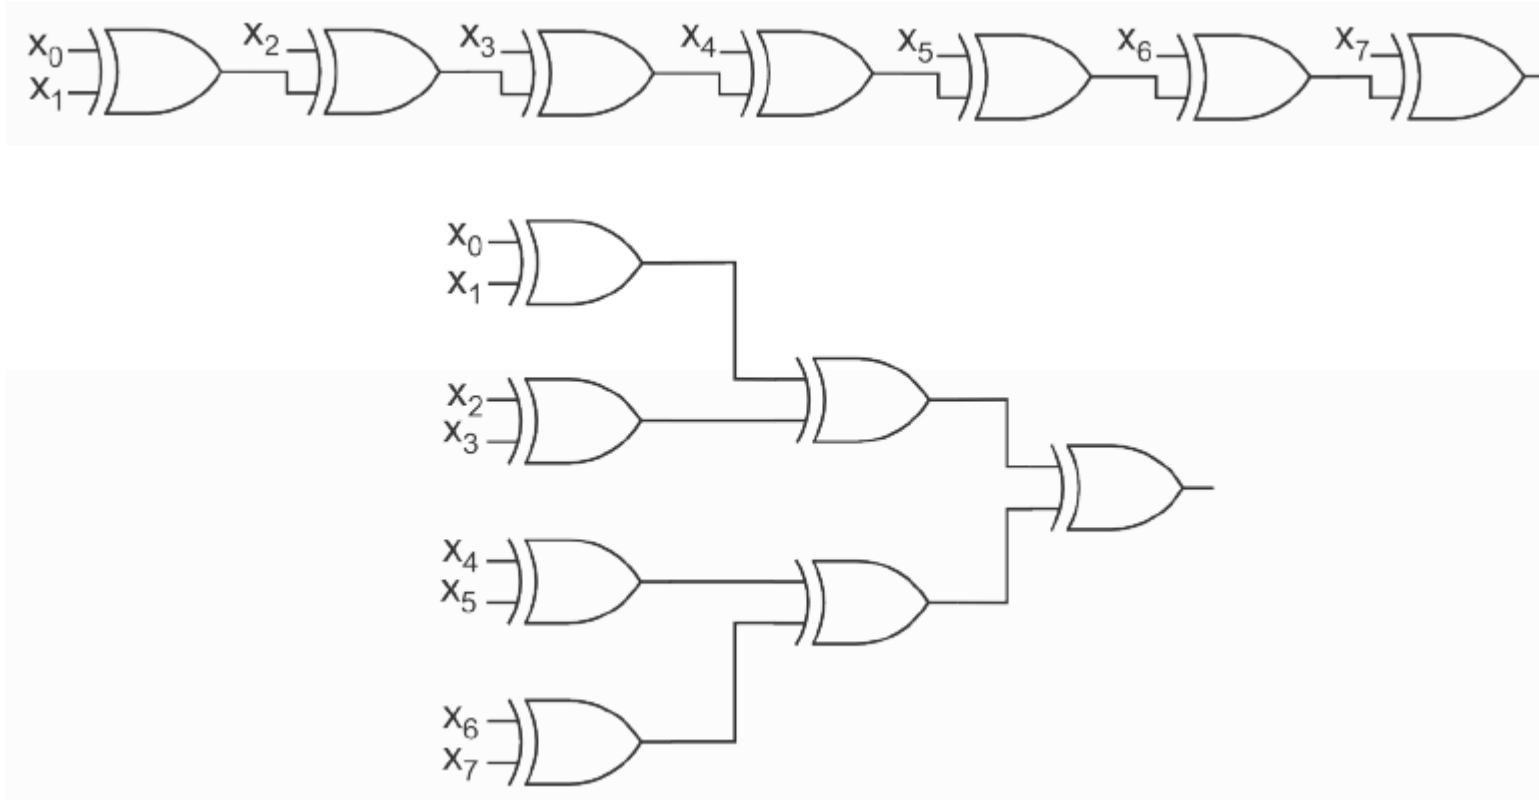 x₀ x₂ x₃ x₄ x₅ x₆ x₇
x₁
x₀
x₁
x₂
x₃
x₄
x₅
x₆
x₇